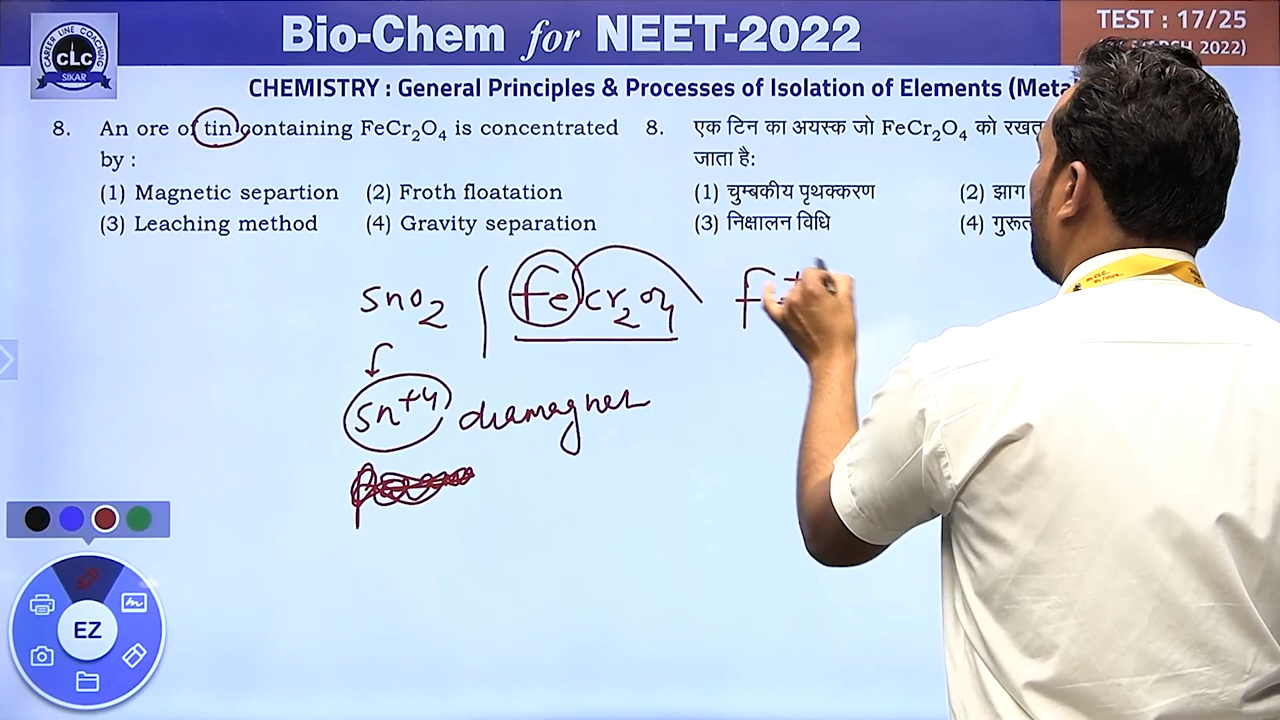 CAREER LINE COACHING
CLC
SIKAR
Bio-Chem for NEET-2022
TEST : 17/25
MARCH 2022)
CHEMISTRY : General Principles & Processes of Isolation of Elements (Meta
8. An ore of tin containing FeCr₂O₄ is concentrated by :
(1) Magnetic separtion (2) Froth floatation
(3) Leaching method (4) Gravity separation
8. एक टिन का अयस्क जो FeCr₂O₄ को रखत
जाता है:
(1) चुम्बकीय पृथक्करण (2) झाग
(3) निक्षालन विधि (4) गुरूत
SnO₂ | FeCr₂O₄
Sn⁺⁴
EZ